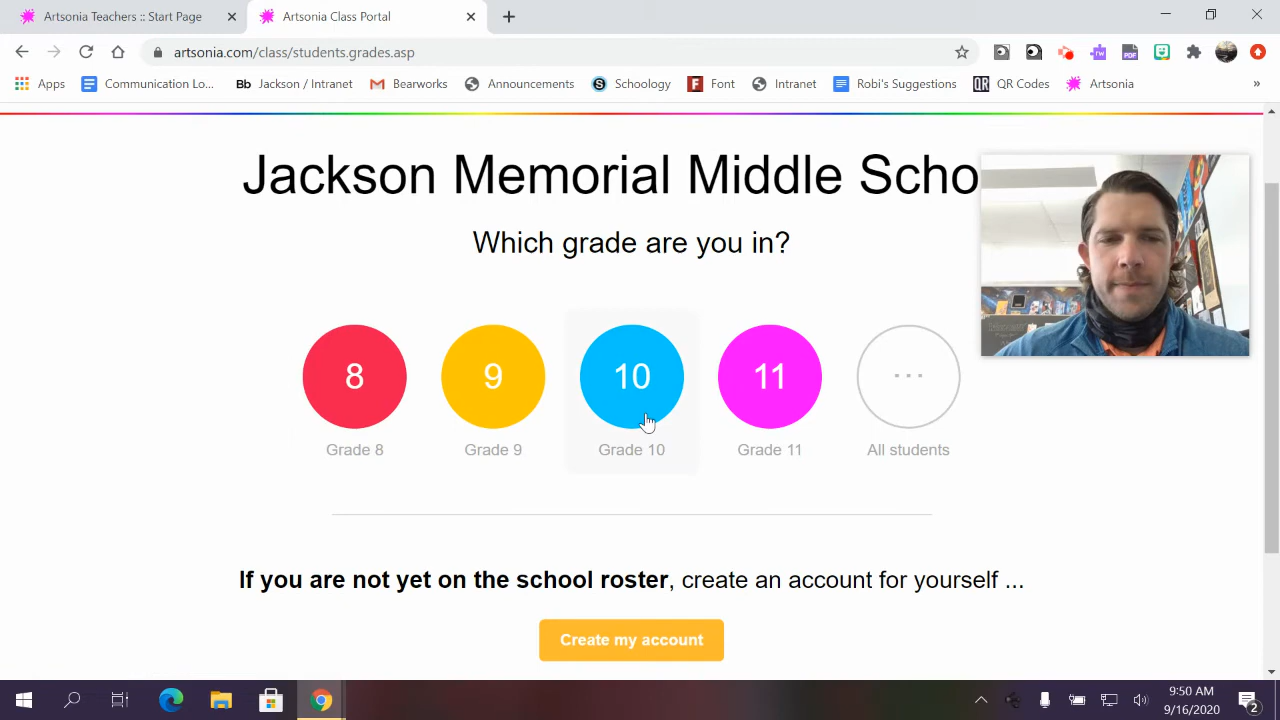 Artsonia Teachers :: Start Page
Artsonia Class Portal
artsonia.com/class/students.grades.asp
Apps
Communication Lo...
Bb Jackson / Intranet
Bearworks
Announcements
Schoology
Font
Intranet
Robi's Suggestions
QR Codes
Artsonia
»
Jackson Memorial Middle Schoo
Which grade are you in?
8 9 10 11 ...
Grade 8 Grade 9 Grade 10 Grade 11 All students
If you are not yet on the school roster, create an account for yourself ...
Create my account
9:50 AM
9/16/2020
2